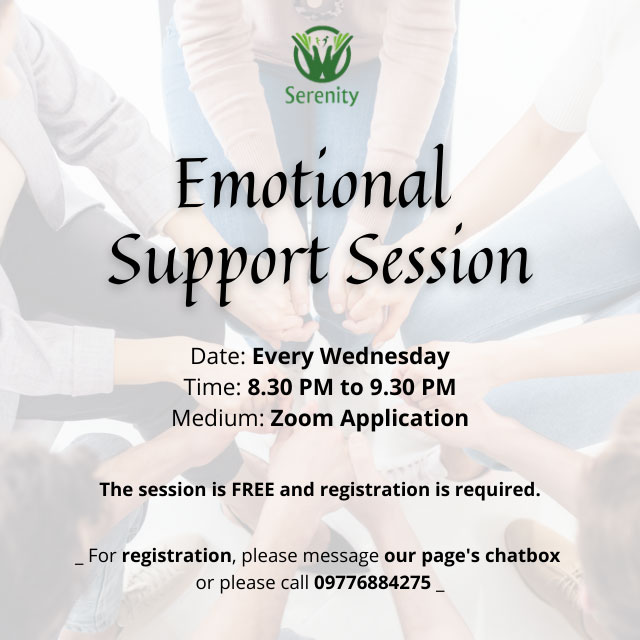 Serenity
Emotional
Support Session
Date: Every Wednesday
Time: 8.30 PM to 9.30 PM
Medium: Zoom Application
The session is FREE and registration is required.
_ For registration, please message our page's chatbox
or please call 09776884275 _